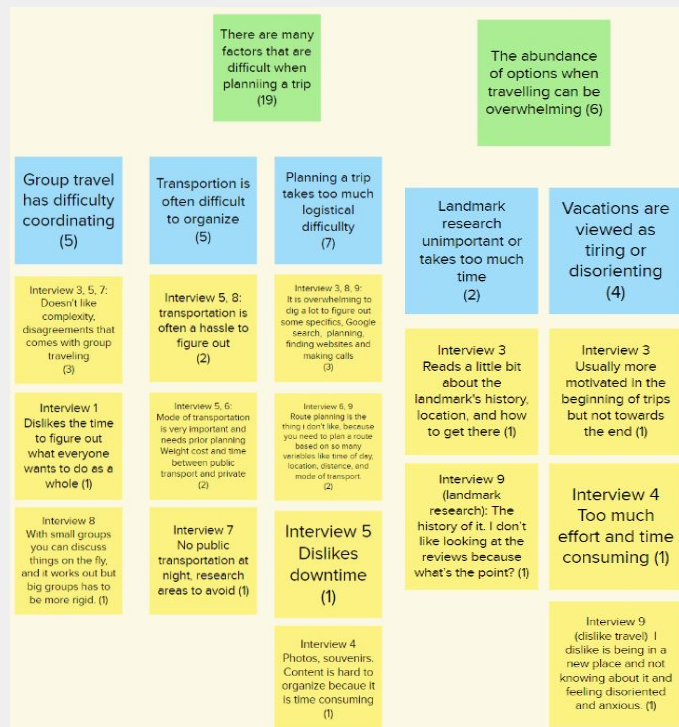 There are many
factors that are
difficult when
planniing a trip
(19)
The abundance
of options when
travelling can be
overwhelming (6)
Group travel
has difficulty
coordinating
(5)
Transportion is
often difficult
to organize
(5)
Planning a trip
takes too much
logistical
difficullty
(7)
Landmark
research
unimportant or
takes too much
time
(2)
Vacations are
viewed as
tiring or
disorienting
(4)
Interview 3, 5, 7:
Doesn't like
complexity,
disagreements that
comes with group
traveling
(3)
Interview 1
Dislikes the time
to figure out
what everyone
wants to do as a
whole (1)
Interview 8
With small groups
you can discuss
things on the fly,
and it works out but
big groups has to
be more rigid. (1)
Interview 5, 8:
transportation is
often a hassle to
figure out
(2)
Interview 5, 6:
Mode of transportation
is very important and
needs prior planning
Weight cost and time
between public
transport and private
(2)
Interview 7
No public
transportation at
night, research
areas to avoid (1)
Interview 3, 8, 9:
It is overwhelming to
dig a lot to figure out
some specifics, Google
search, planning,
finding websites and
making calls
(3)
Interview 6, 9
Route planning is the
thing i don't like, because
you need to plan a route
based on so many
variables like time of day,
location, distance, and
mode of transport.
(2)
Interview 5
Dislikes
downtime
(1)
Interview 4
Photos, souvenirs.
Content is hard to
organize becaue it
is time consuming
(1)
Interview 3
Reads a little bit
about the
landmark's history,
location, and how
to get there (1)
Interview 9
(landmark
research): The
history of it. I don't
like looking at the
reviews because
what's the point? (1)
Interview 3
Usually more
motivated in the
beginning of trips
but not towards
the end (1)
Interview 4
Too much
effort and time
consuming (1)
Interview 9
(dislike travel) I
dislike is being in a
new place and not
knowing about it and
feeling disoriented
and anxious. (1)